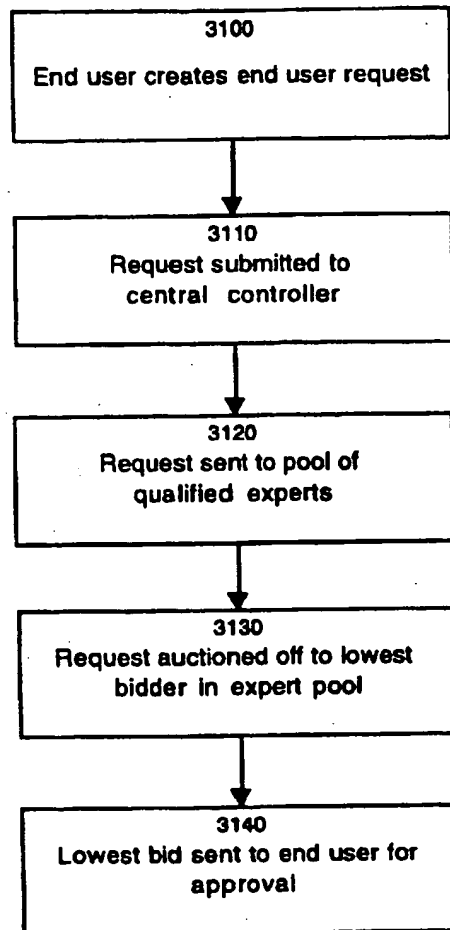 3100
End user creates end user request
3110
Request submitted to
central controller
3120
Request sent to pool of
qualified experts
3130
Request auctioned off to lowest
bidder in expert pool
3140
Lowest bid sent to end user for
approval